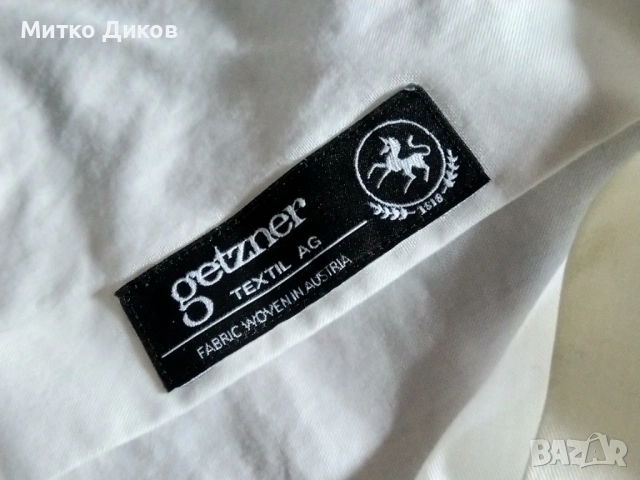 Митко Диков
getzner
TEXTIL AG
FABRIC WOVEN IN AUSTRIA
1818
BAZAR